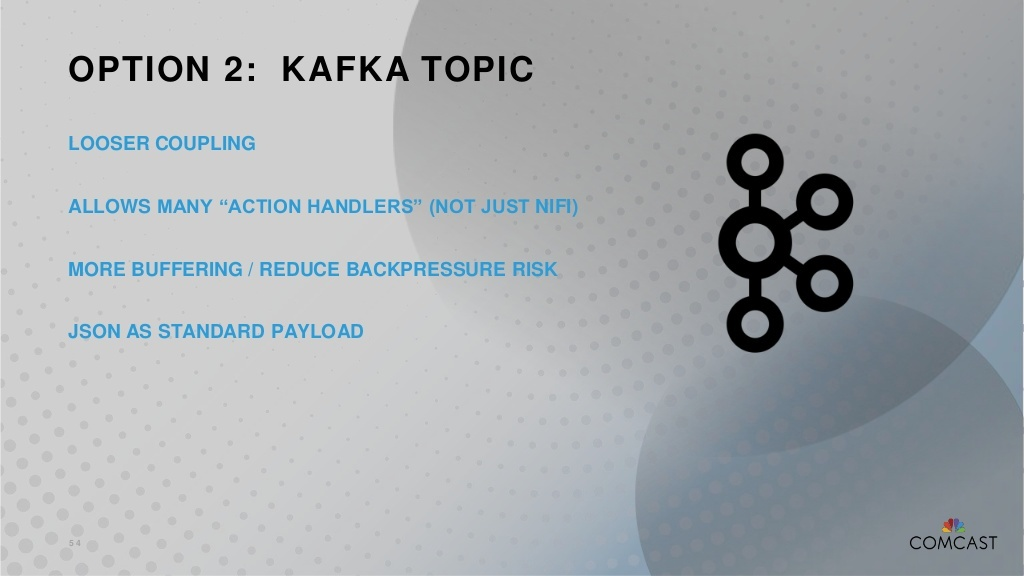 OPTION 2: KAFKA TOPIC
LOOSER COUPLING
ALLOWS MANY “ACTION HANDLERS” (NOT JUST NIFI)
MORE BUFFERING / REDUCE BACKPRESSURE RISK
JSON AS STANDARD PAYLOAD
54
COMCAST